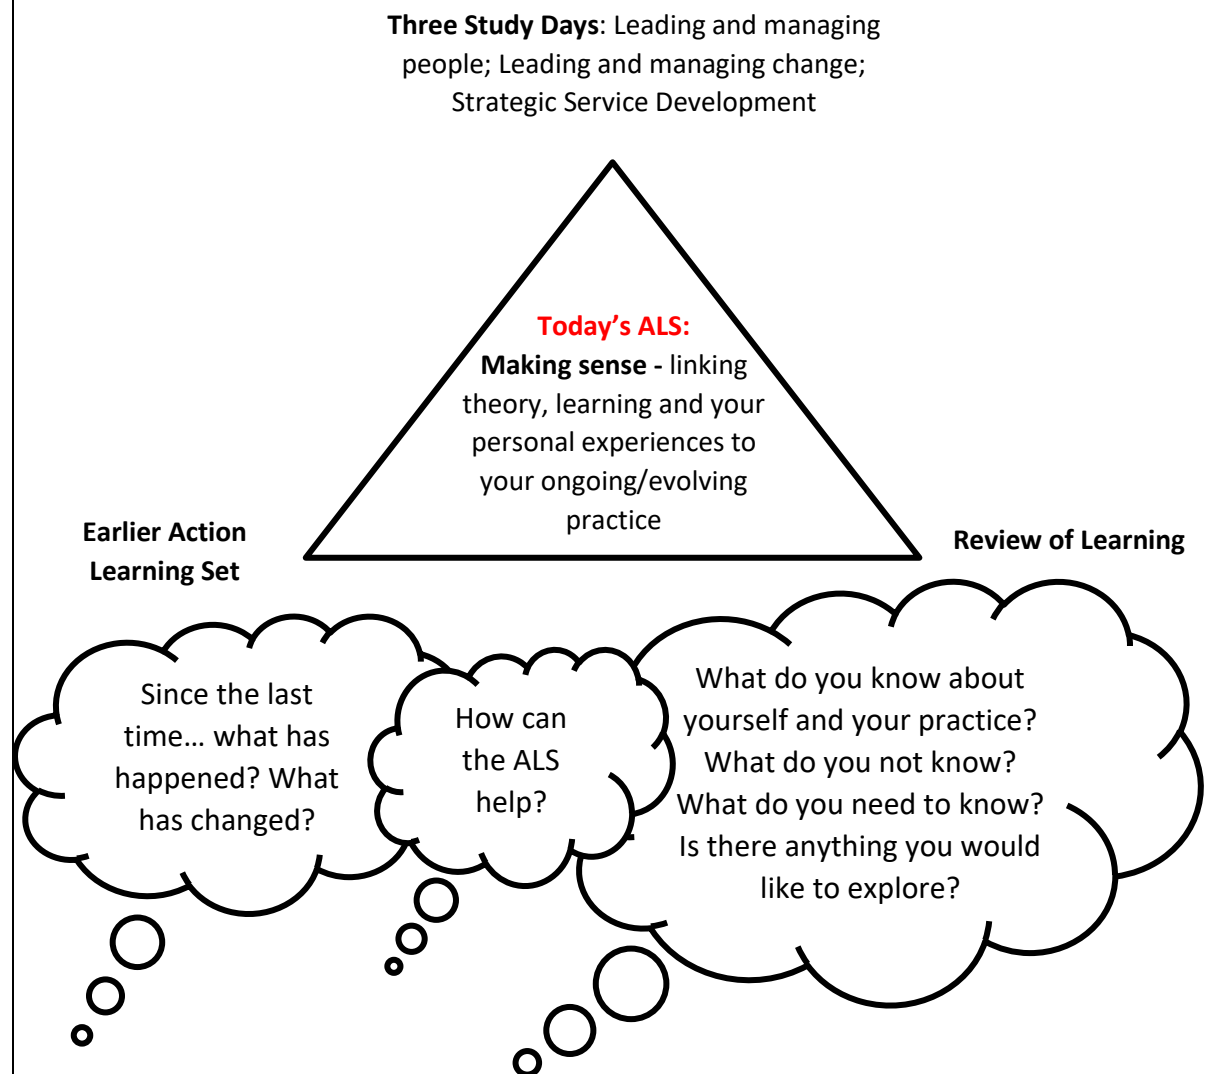 Three Study Days: Leading and managing
people; Leading and managing change;
Strategic Service Development
Today’s ALS:
Making sense - linking
theory, learning and your
personal experiences to
your ongoing/evolving
practice
Earlier Action
Learning Set
Review of Learning
Since the last
time… what has
happened? What
has changed?
How can
the ALS
help?
What do you know about
yourself and your practice?
What do you not know?
What do you need to know?
Is there anything you would
like to explore?